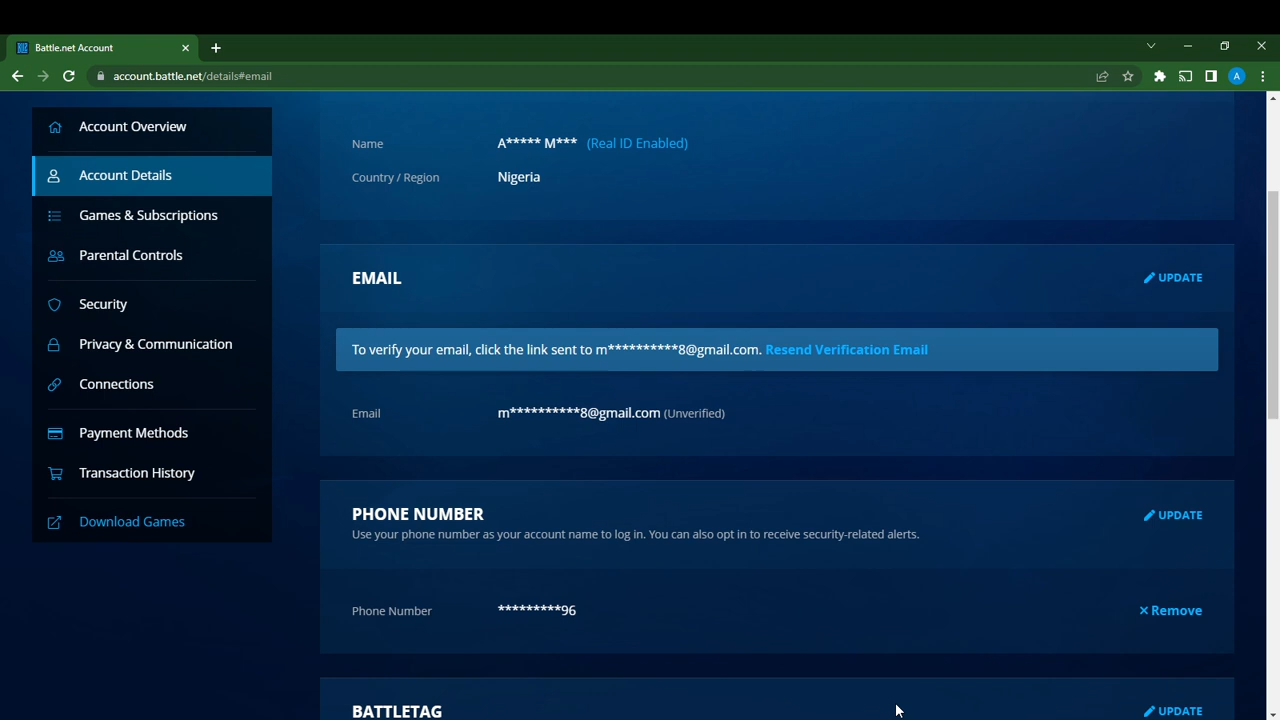 Battle.net Account
account.battle.net/details#email
A
Account Overview
Account Details
Games & Subscriptions
Parental Controls
Security
Privacy & Communication
Connections
Payment Methods
Transaction History
Download Games
Name A***** M*** (Real ID Enabled)
Country / Region Nigeria
EMAIL UPDATE
To verify your email, click the link sent to m**********8@gmail.com. Resend Verification Email
Email m**********8@gmail.com (Unverified)
PHONE NUMBER UPDATE
Use your phone number as your account name to log in. You can also opt in to receive security-related alerts.
Phone Number *********96 Remove
BATTLETAG UPDATE